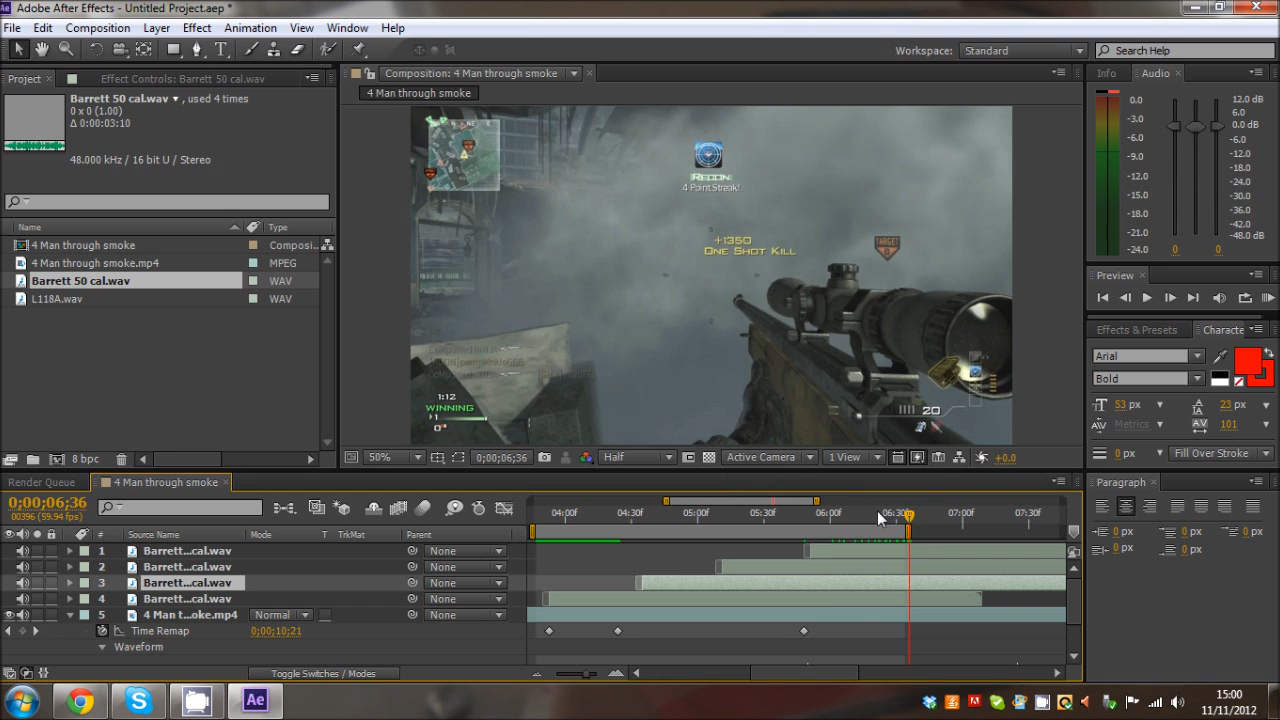 Adobe After Effects - Untitled Project.aep *
File Edit Composition Layer Effect Animation View Window Help
Workspace: Standard
Search Help
Project
Effect Controls: Barrett 50 cal.wav
Barrett 50 cal.wav , used 4 times
0 x 0 (1.00)
Δ 0:00:03:10
48.000 kHz / 16 bit U / Stereo
Name Type
4 Man through smoke Composi...
4 Man through smoke.mp4 MPEG
Barrett 50 cal.wav WAV
L118A.wav WAV
8 bpc
Composition: 4 Man through smoke
4 Man through smoke
N NE E
RECON:
4 Point Streak!
+1350
One Shot Kill
TARGET
B
1:12
WINNING
1
0
20
50% 0;00;06;36 Half Active Camera 1 View +0.0
Info Audio
0.0 12.0 dB
-3.0 6.0
-6.0 0.0 dB
-9.0 -6.0
-12.0 -12.0
-15.0 -18.0
-18.0 -24.0
-21.0 -30.0
-24.0 -36.0
-42.0
-48.0 dB
0 0
Preview
Effects & Presets Characte
Arial
Bold
53 px 23 px
Metrics 101
0 px Fill Over Stroke
Paragraph
0 px 0 px 0 px
0 px 0 px
Render Queue 4 Man through smoke
0;00;06;36
00396 (59.94 fps)
04:00f 04:30f 05:00f 05:30f 06:00f 06:30f 07:00f 07:30f
# Source Name Mode T TrkMat Parent
1 Barrett...cal.wav None
2 Barrett...cal.wav None
3 Barrett...cal.wav None
4 Barrett...cal.wav None
5 4 Man t...oke.mp4 Normal None
Time Remap 0;00;10;21
Waveform
Toggle Switches / Modes
15:00
11/11/2012